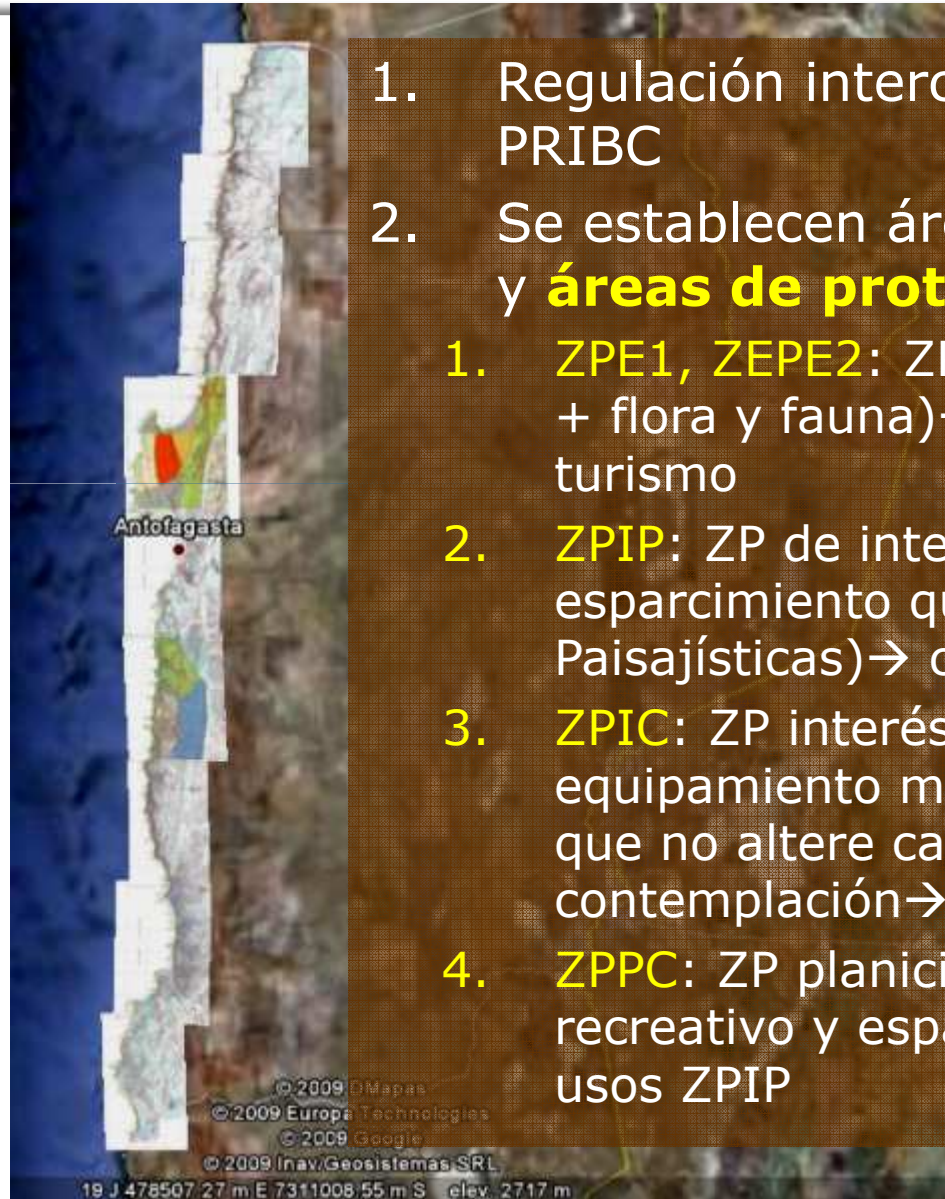 1. Regulación interc
PRIBC
2. Se establecen ár
y áreas de prot
1. ZPE1, ZEPE2: ZP
+ flora y fauna)
turismo
2. ZPIP: ZP de inte
esparcimiento qu
Paisajísticas)→
3. ZPIC: ZP interés
equipamiento m
que no altere ca
contemplación→
4. ZPPC: ZP planici
recreativo y espa
usos ZPIP
Antofagasta
© 2009 DMapas
© 2009 Europa Technologies
© 2009 Google
© 2009 Inav/Geosistemas SRL
19 J 478507.27 m E 7311008.55 m S elev. 2717 m